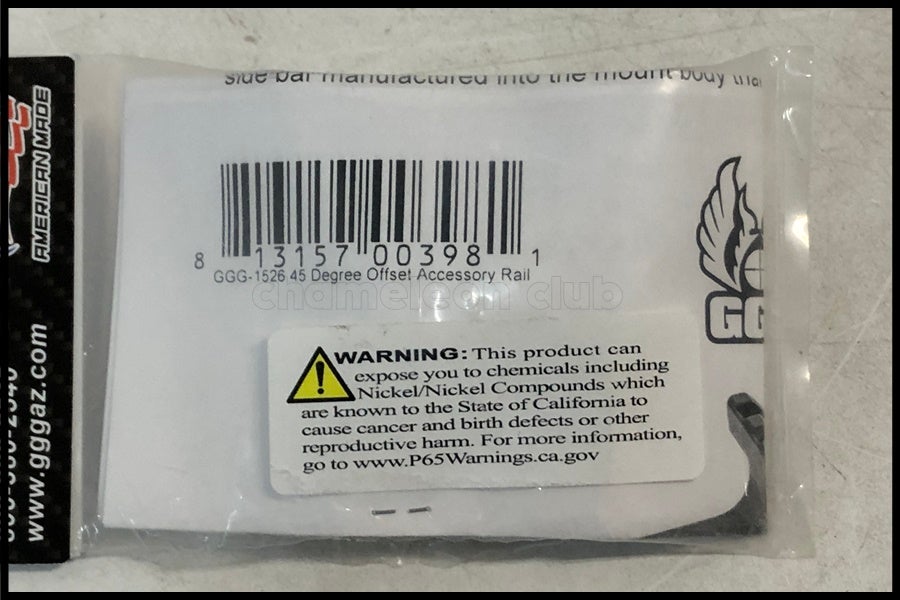 side bar manufactured into the mount body
8 13157 00398 1
GGG-1526 45 Degree Offset Accessory Rail
chameleon club
WARNING: This product can
expose you to chemicals including
Nickel/Nickel Compounds which
are known to the State of California to
cause cancer and birth defects or other
reproductive harm. For more information,
go to www.P65Warnings.ca.gov
AMERICAN MADE
www.gggaz.com
GG